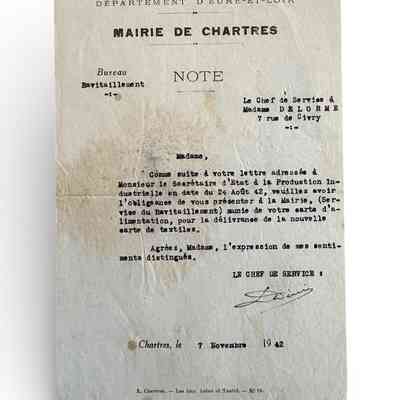 DÉPARTEMENT D'EURE-ET-LOIR
MAIRIE DE CHARTRES
Bureau
Ravitaillement
-:-
NOTE
Le Chef de Service à
Madame DELORME
7 rue de Civry
-:-
Madame,
Comme suite à votre lettre adressée à
Monsieur le Secrétaire d'Etat à la Production In-
dustrielle en date du 24 Août 42, veuillez avoir
l'obligeance de vous présenter à la Mairie, (Ser-
vice du Ravitaillement) munie de votre carte d'a-
limentation, pour la délivrance de la nouvelle
carte de textiles.
Agréez, Madame, l'expression de mes senti-
ments distingués.
LE CHEF DE SERVICE :
Chartres, le 7 Novembre 1942